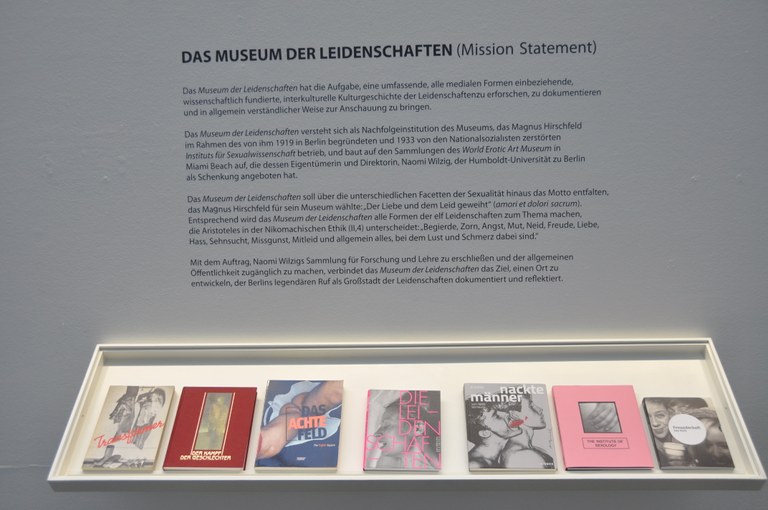 DAS MUSEUM DER LEIDENSCHAFTEN (Mission Statement)
Das Museum der Leidenschaften hat die Aufgabe, eine umfassende, alle medialen Formen einbeziehende,
wissenschaftlich fundierte, interkulturelle Kulturgeschichte der Leidenschaftenzu erforschen, zu dokumentieren
und in allgemein verständlicher Weise zur Anschauung zu bringen.
Das Museum der Leidenschaften versteht sich als Nachfolgeinstitution des Museums, das Magnus Hirschfeld
im Rahmen des von ihm 1919 in Berlin begründeten und 1933 von den Nationalsozialisten zerstörten
Instituts für Sexualwissenschaft betrieb, und baut auf den Sammlungen des World Erotic Art Museum in
Miami Beach auf, die dessen Eigentümerin und Direktorin, Naomi Wilzig, der Humboldt-Universität zu Berlin
als Schenkung angeboten hat.
Das Museum der Leidenschaften soll über die unterschiedlichen Facetten der Sexualität hinaus das Motto entfalten,
das Magnus Hirschfeld für sein Museum wählte: „Der Liebe und dem Leid geweiht“ (amori et dolori sacrum).
Entsprechend wird das Museum der Leidenschaften alle Formen der elf Leidenschaften zum Thema machen,
die Aristoteles in der Nikomachischen Ethik (II,4) unterscheidet: „Begierde, Zorn, Angst, Mut, Neid, Freude, Liebe,
Hass, Sehnsucht, Missgunst, Mitleid und allgemein alles, bei dem Lust und Schmerz dabei sind.“
Mit dem Auftrag, Naomi Wilzigs Sammlung für Forschung und Lehre zu erschließen und der allgemeinen
Öffentlichkeit zugänglich zu machen, verbindet das Museum der Leidenschaften das Ziel, einen Ort zu
entwickeln, der Berlins legendären Ruf als Großstadt der Leidenschaften dokumentiert und reflektiert.
DER KAMPF
DER GESCHLECHTER
DAS
ACHTE
FELD
DIE
LEI-
DEN
SCHAF
TEN
nackte
männer
THE INSTITUTE OF